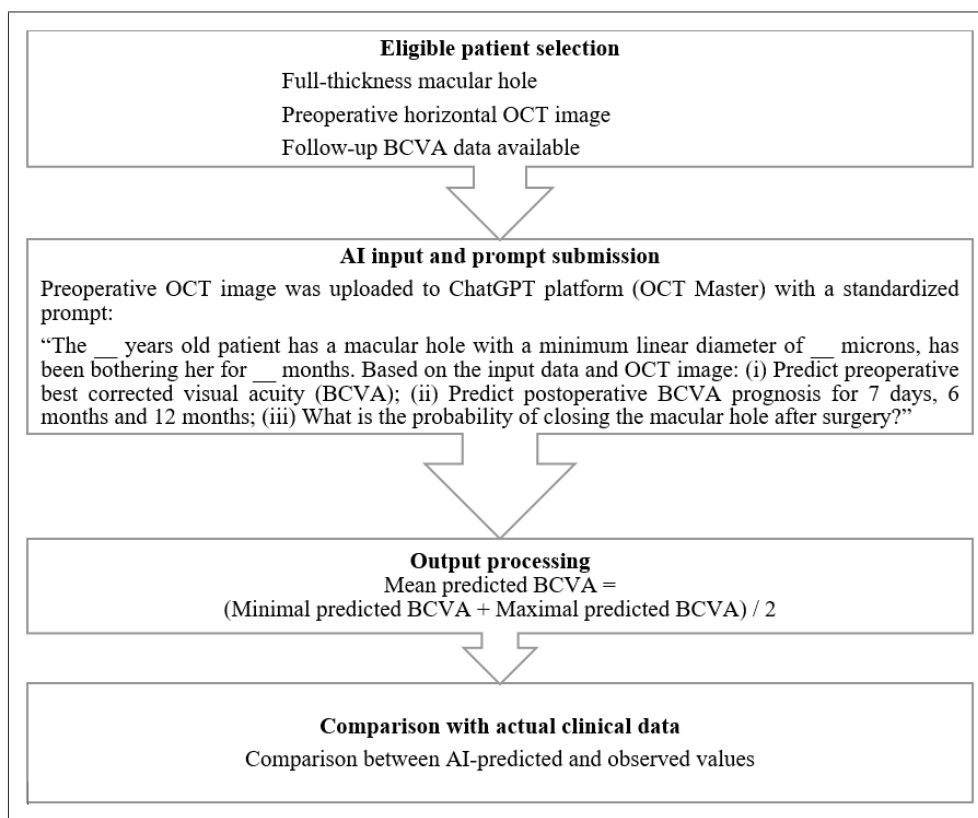 Eligible patient selection
Full-thickness macular hole
Preoperative horizontal OCT image
Follow-up BCVA data available
AI input and prompt submission
Preoperative OCT image was uploaded to ChatGPT platform (OCT Master) with a standardized
prompt:
“The __ years old patient has a macular hole with a minimum linear diameter of __ microns, has
been bothering her for __ months. Based on the input data and OCT image: (i) Predict preoperative
best corrected visual acuity (BCVA); (ii) Predict postoperative BCVA prognosis for 7 days, 6
months and 12 months; (iii) What is the probability of closing the macular hole after surgery?”
Output processing
Mean predicted BCVA =
(Minimal predicted BCVA + Maximal predicted BCVA) / 2
Comparison with actual clinical data
Comparison between AI-predicted and observed values